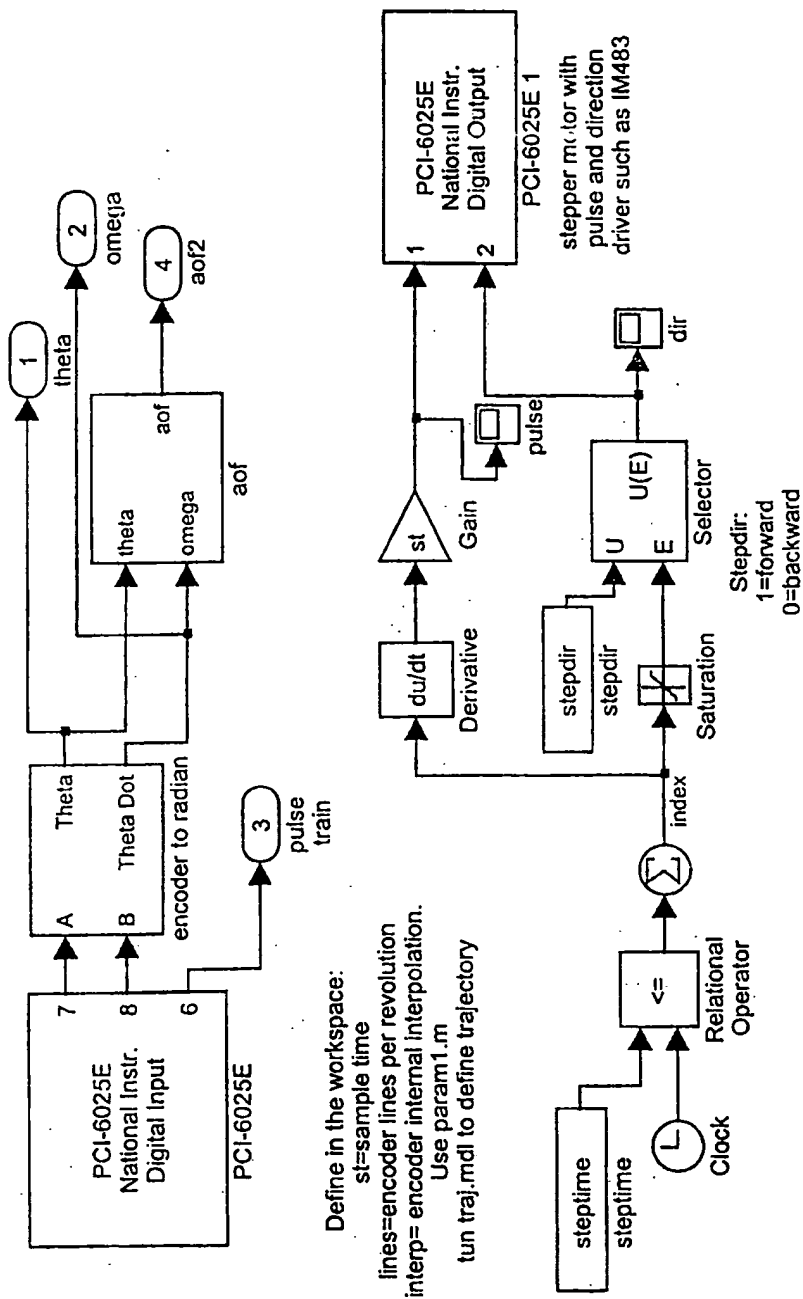 PCI-6025E
National Instr.
Digital Input
7
8
6
PCI-6025E
A
B
Theta
Theta Dot
encoder to radian
3
pulse
train
1
theta
2
omega
theta
omega
aof
aof
4
aof2
Define in the workspace:
st=sample time
lines=encoder lines per revolution
interp= encoder internal interpolation.
Use param1.m
tun traj.mdl to define trajectory
steptime
steptime
Clock
<=
Relational
Operator
Σ
index
du/dt
Derivative
st
Gain
pulse
stepdir
stepdir
Saturation
U
E
U(E)
Selector
Stepdir:
1=forward
0=backward
dir
1
2
PCI-6025E
National Instr.
Digital Output
PCI-6025E 1
stepper motor with
pulse and direction
driver such as IM483